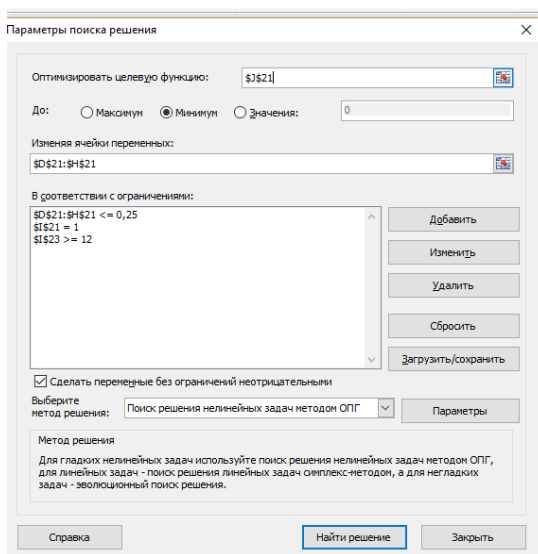 Параметры поиска решения
Оптимизировать целевую функцию: $J$21
До: Максимум Минимум Значения: 0
Изменяя ячейки переменных:
$D$21:$H$21
В соответствии с ограничениями:
$D$21:$H$21 <= 0,25
$I$21 = 1
$I$23 >= 12
Добавить
Изменить
Удалить
Сбросить
Загрузить/сохранить
Сделать переменные без ограничений неотрицательными
Выберите
метод решения: Поиск решения нелинейных задач методом ОПГ Параметры
Метод решения
Для гладких нелинейных задач используйте поиск решения нелинейных задач методом ОПГ,
для линейных задач - поиск решения линейных задач симплекс-методом, а для негладких
задач - эволюционный поиск решения.
Справка Найти решение Закрыть